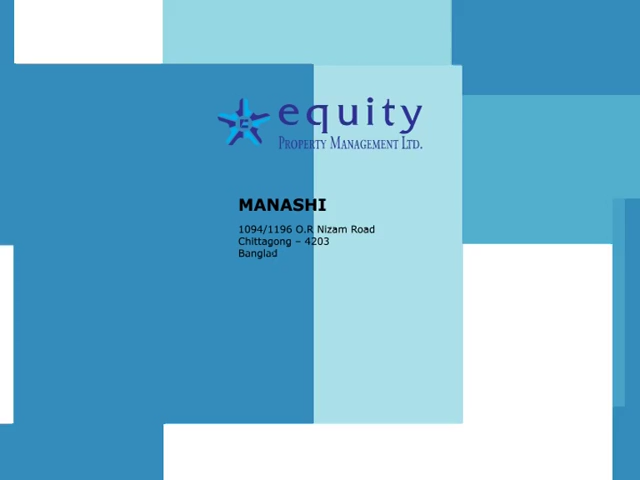 equity
PROPERTY MANAGEMENT LTD.
MANASHI
1094/1196 O.R Nizam Road
Chittagong – 4203
Banglad